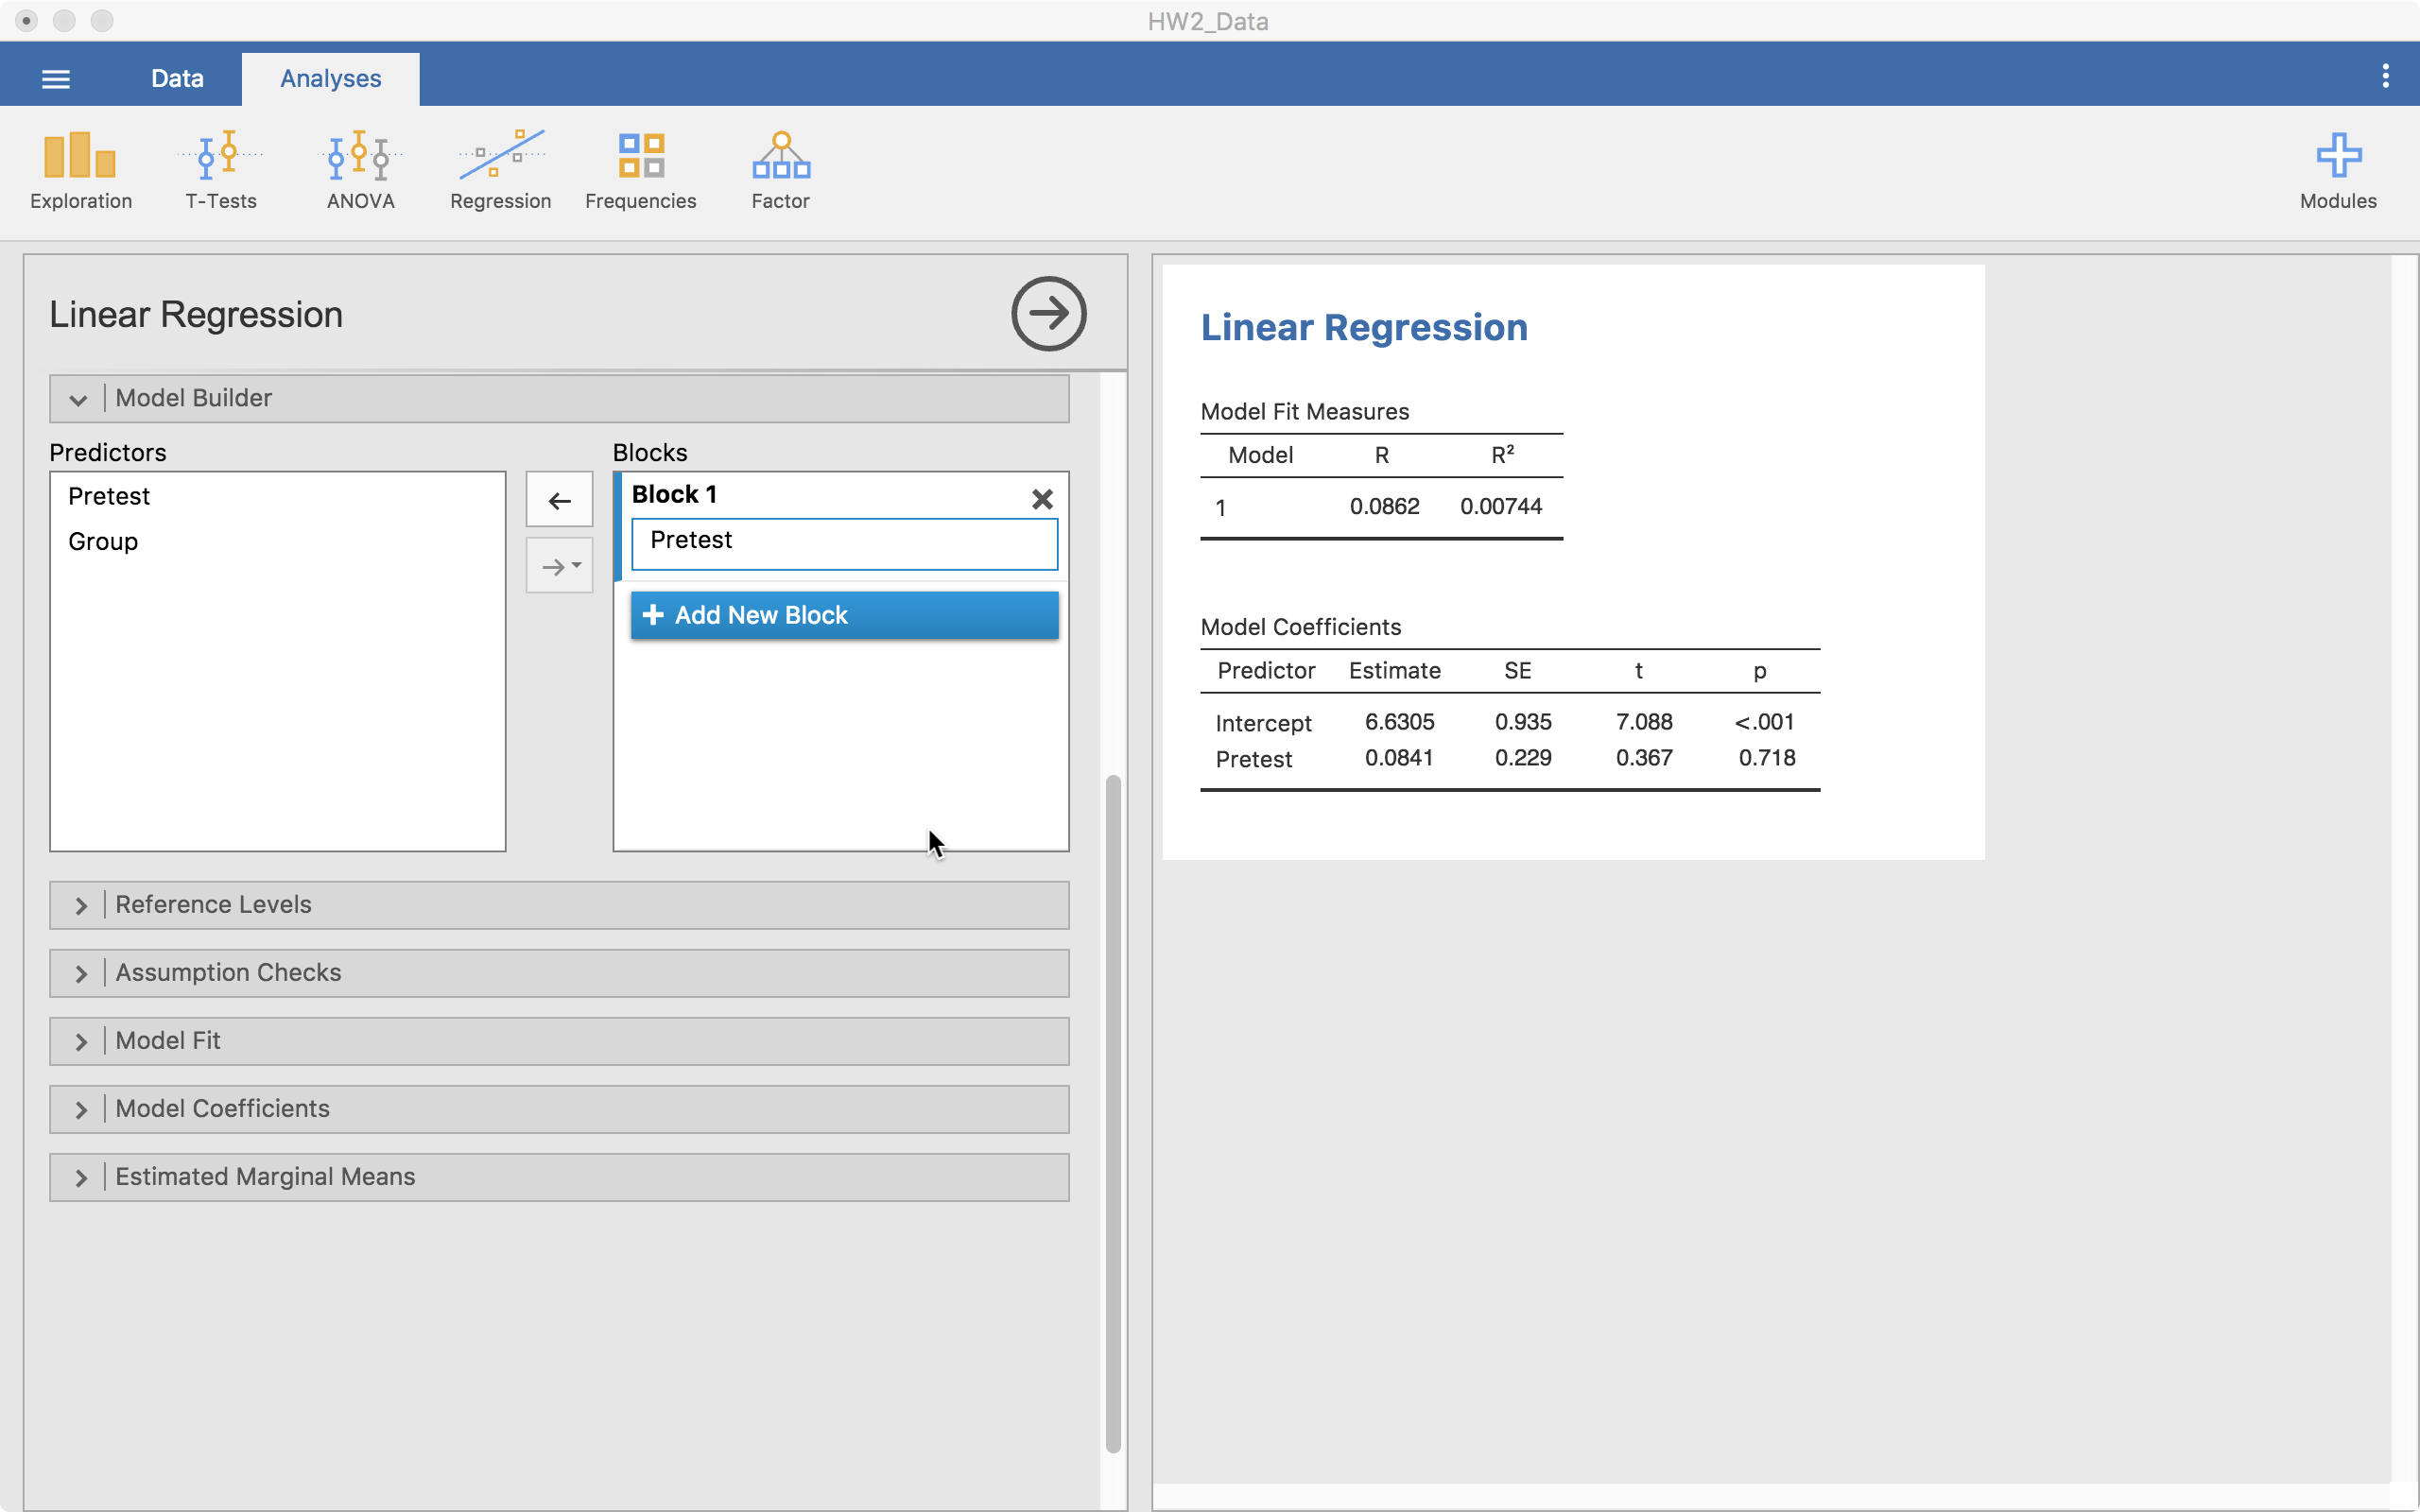 HW2_Data
Data Analyses
Exploration T-Tests ANOVA Regression Frequencies Factor Modules
Linear Regression
Model Builder
Predictors
Pretest
Group
Blocks
Block 1
Pretest
Add New Block
Reference Levels
Assumption Checks
Model Fit
Model Coefficients
Estimated Marginal Means
Linear Regression
Model Fit Measures
Model R R²
1 0.0862 0.00744
Model Coefficients
Predictor Estimate SE t p
Intercept 6.6305 0.935 7.088 <.001
Pretest 0.0841 0.229 0.367 0.718